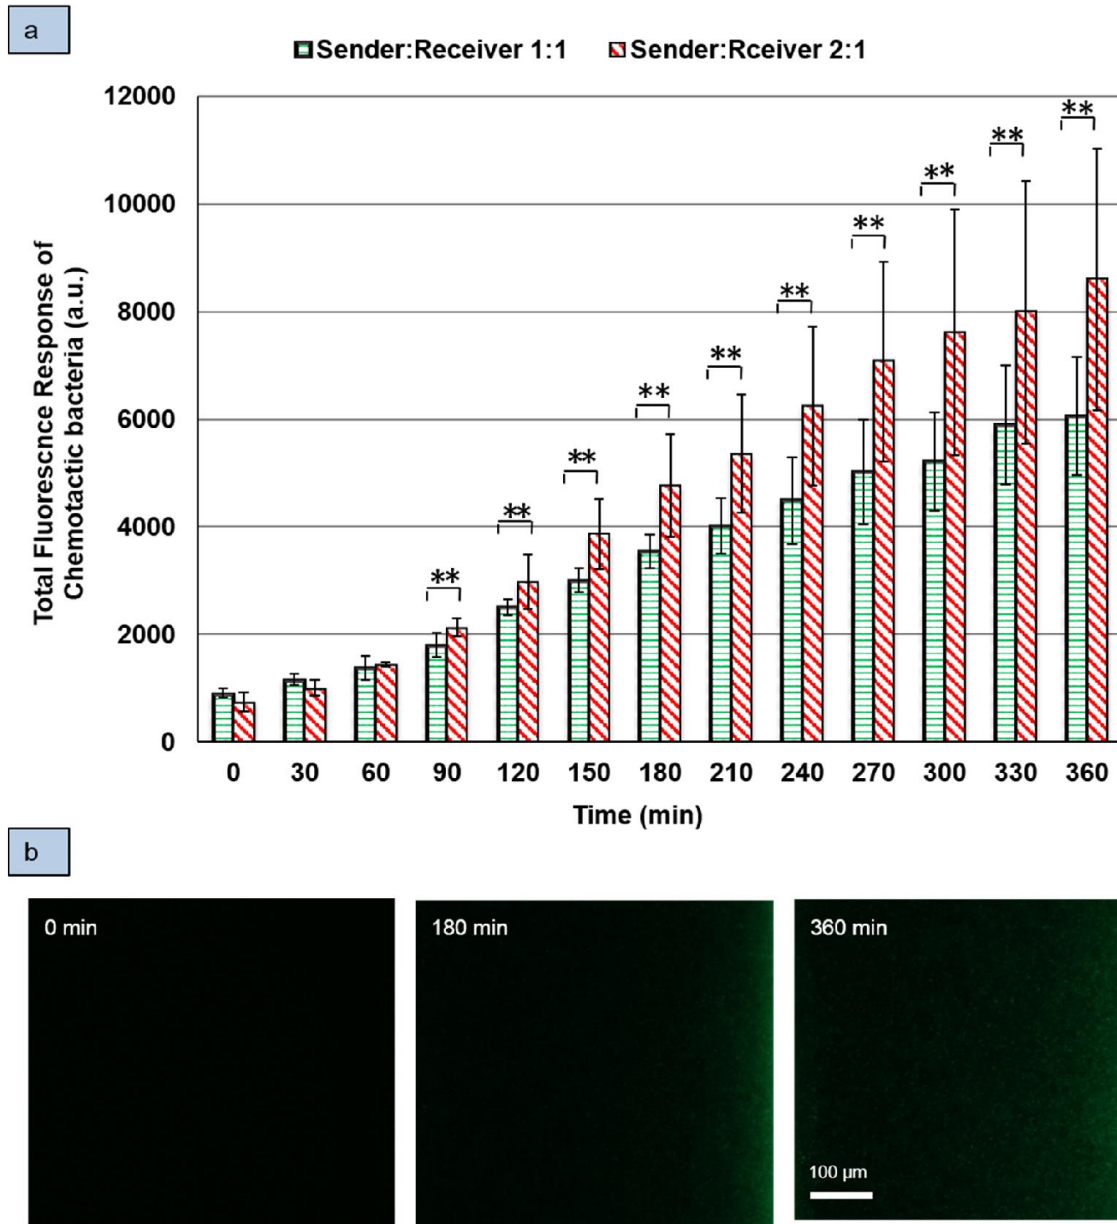 a
Sender:Receiver 1:1 Sender:Rceiver 2:1
12000
10000
8000
6000
4000
2000
0
Total Fluorescnce Response of
Chemotactic bacteria (a.u.)
** ** ** ** ** ** ** ** ** **
0 30 60 90 120 150 180 210 240 270 300 330 360
Time (min)
b
0 min 180 min 360 min
100 µm